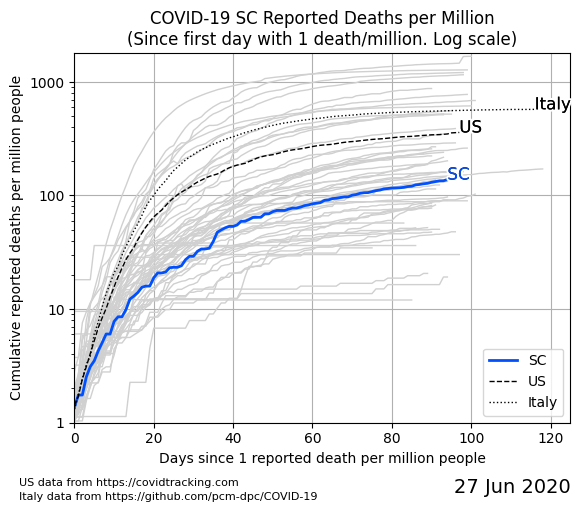 COVID-19 SC Reported Deaths per Million
(Since first day with 1 death/million. Log scale)
Cumulative reported deaths per million people
1000
100
10
1
Italy
US
SC
SC
US
Italy
0 20 40 60 80 100 120
Days since 1 reported death per million people
US data from https://covidtracking.com
Italy data from https://github.com/pcm-dpc/COVID-19
27 Jun 2020